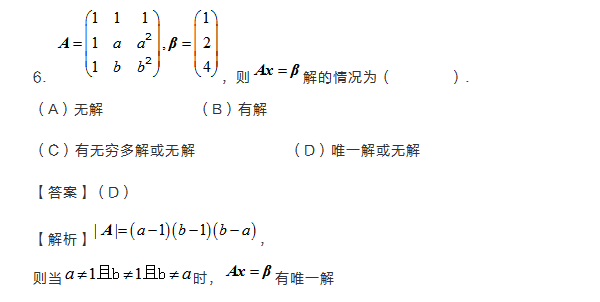 6. A = (1 1 1; 1 a a²; 1 b b²), β = (1; 2; 4)，则 Ax = β 解的情况为（　　　）.
（A）无解　　　（B）有解
（C）有无穷多解或无解　　　（D）唯一解或无解
【答案】（D）
【解析】| A |=(a−1)(b−1)(b−a)，
则当 a≠1且b≠1且b≠a 时， Ax = β 有唯一解